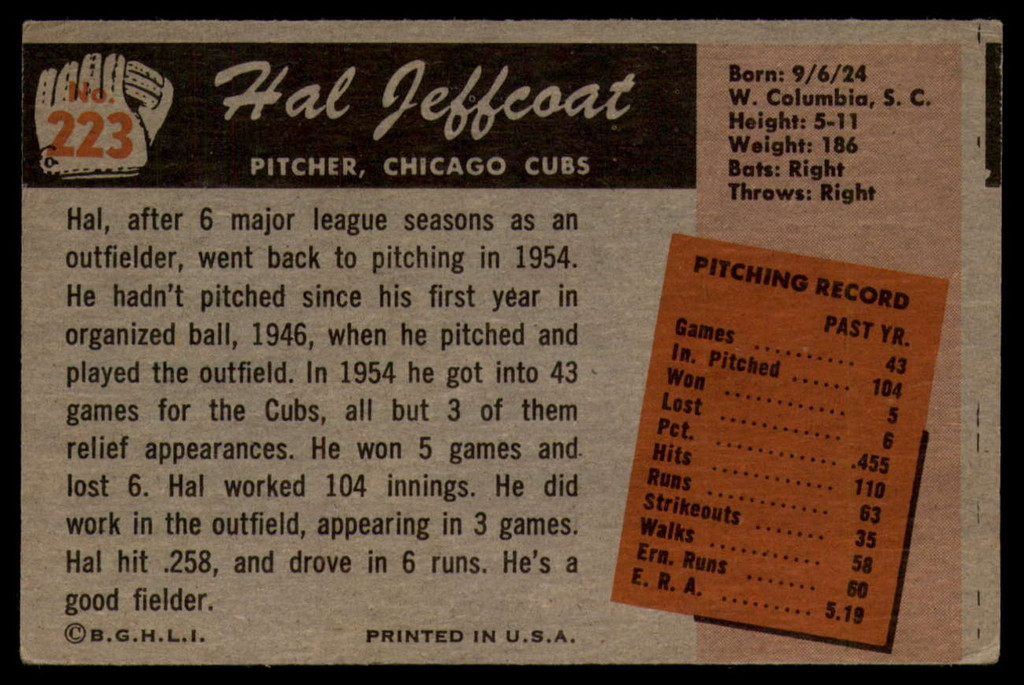 No.
223
Hal Jeffcoat
PITCHER, CHICAGO CUBS
Born: 9/6/24
W. Columbia, S. C.
Height: 5-11
Weight: 186
Bats: Right
Throws: Right
Hal, after 6 major league seasons as an
outfielder, went back to pitching in 1954.
He hadn't pitched since his first year in
organized ball, 1946, when he pitched and
played the outfield. In 1954 he got into 43
games for the Cubs, all but 3 of them
relief appearances. He won 5 games and
lost 6. Hal worked 104 innings. He did
work in the outfield, appearing in 3 games.
Hal hit .258, and drove in 6 runs. He's a
good fielder.
PITCHING RECORD
PAST YR.
Games .......... 43
In. Pitched ...... 104
Won ............ 5
Lost ............ 6
Pct. ............ .455
Hits ............ 110
Runs ............ 63
Strikeouts ...... 35
Walks .......... 58
Ern. Runs ....... 60
E. R. A. ......... 5.19
©B.G.H.L.I.
PRINTED IN U.S.A.